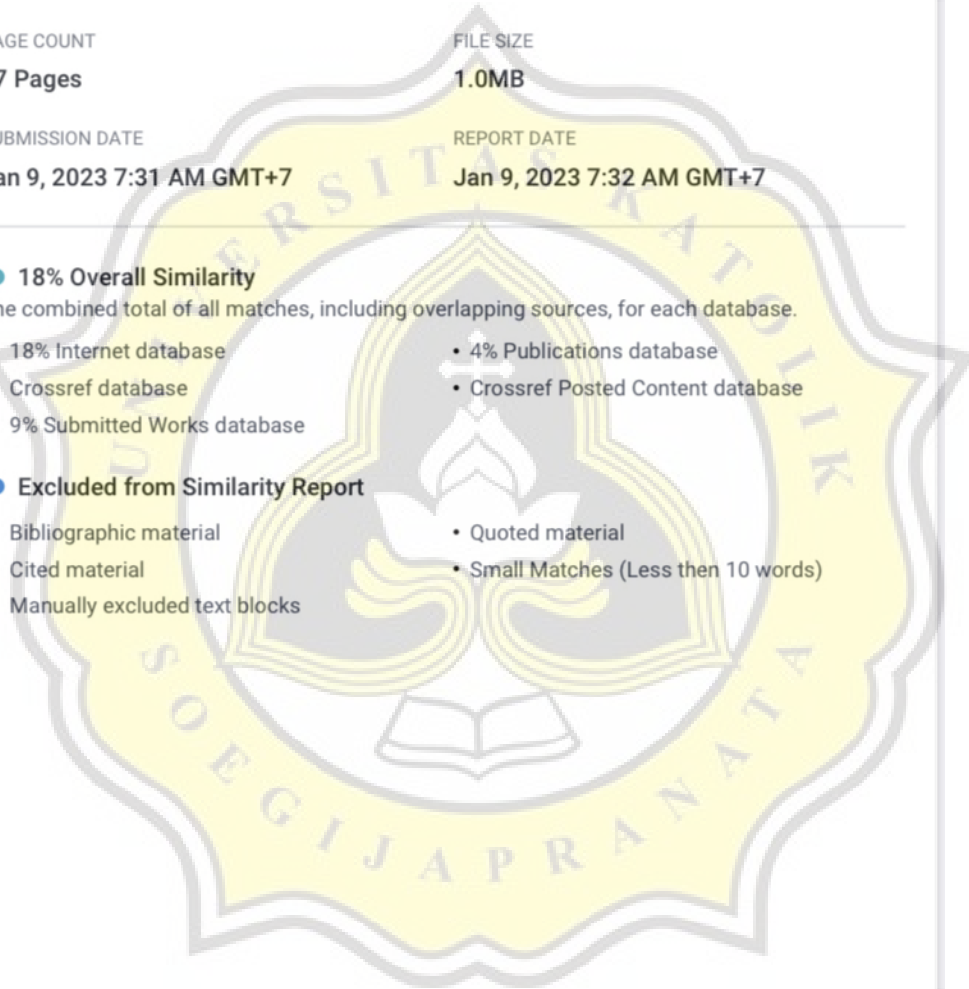 AGE COUNT
7 Pages
FILE SIZE
1.0MB
UBMISSION DATE
an 9, 2023 7:31 AM GMT+7
REPORT DATE
Jan 9, 2023 7:32 AM GMT+7
18% Overall Similarity
he combined total of all matches, including overlapping sources, for each database.
18% Internet database
• 4% Publications database
Crossref database
• Crossref Posted Content database
9% Submitted Works database
Excluded from Similarity Report
Bibliographic material
• Quoted material
Cited material
• Small Matches (Less then 10 words)
Manually excluded text blocks
UNIVERSITAS KATOLIK
SOEGIJAPRANATA